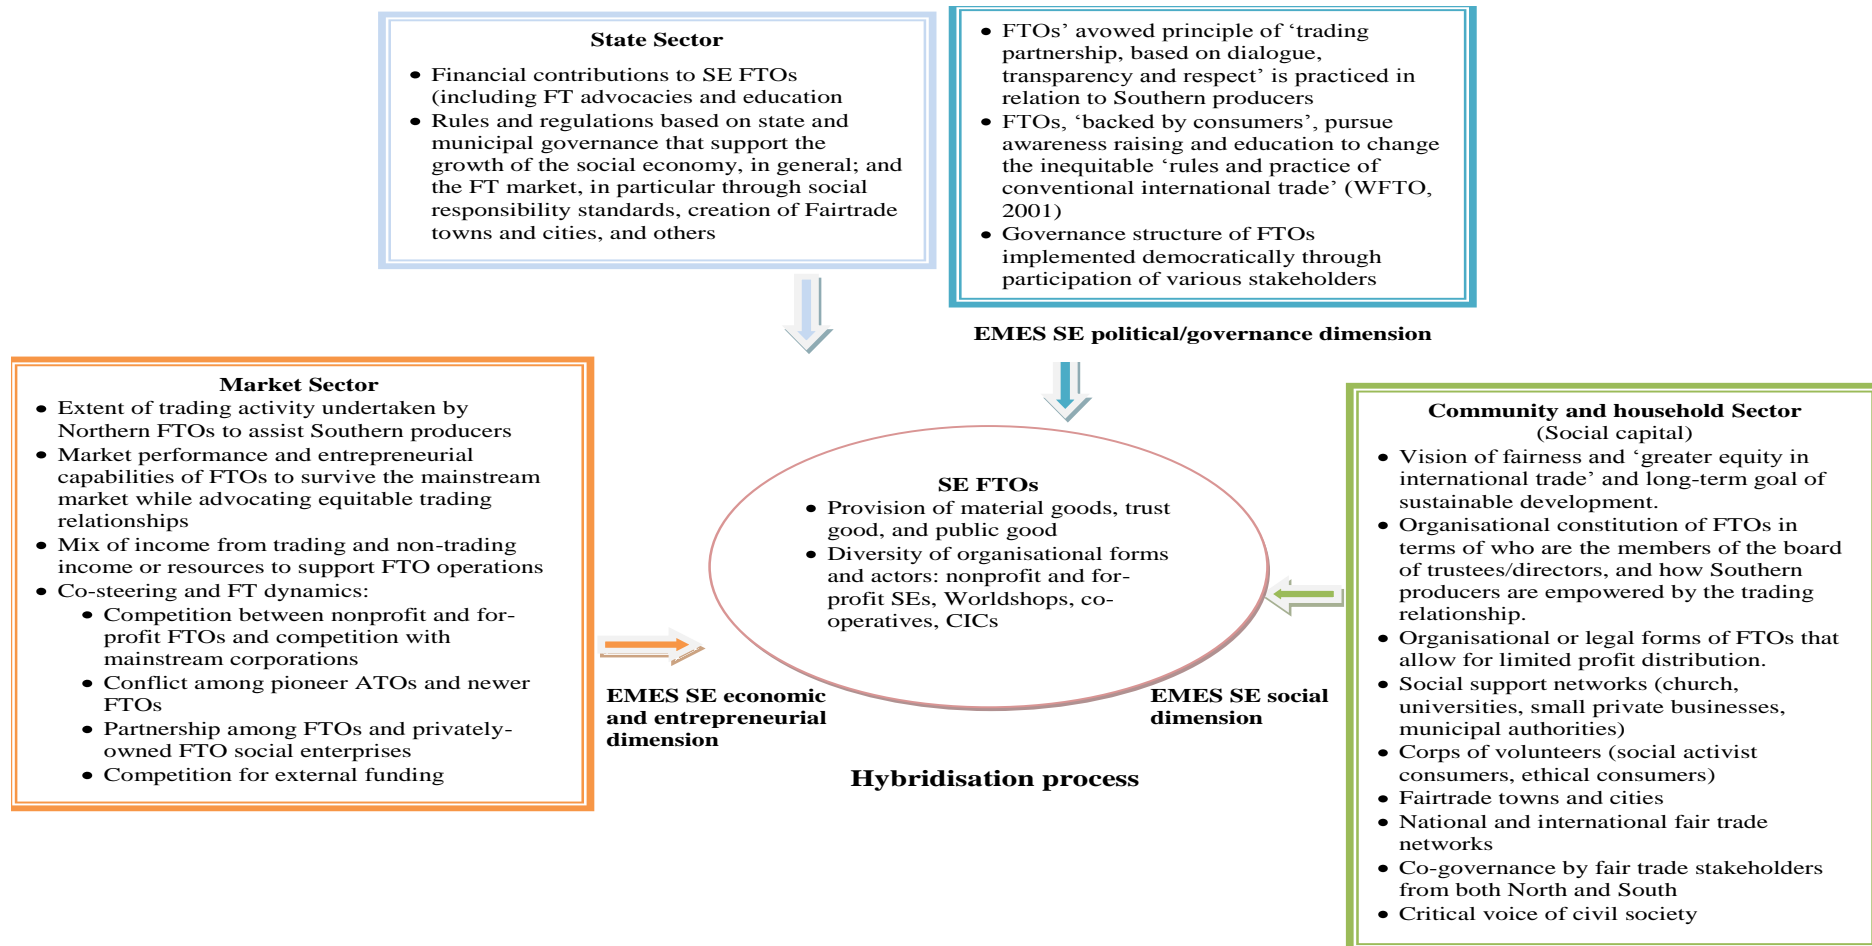 State Sector
• Financial contributions to SE FTOs
(including FT advocacies and education
• Rules and regulations based on state and
municipal governance that support the
growth of the social economy, in general; and
the FT market, in particular through social
responsibility standards, creation of Fairtrade
towns and cities, and others
• FTOs’ avowed principle of ‘trading
partnership, based on dialogue,
transparency and respect’ is practiced in
relation to Southern producers
• FTOs, ‘backed by consumers’, pursue
awareness raising and education to change
the inequitable ‘rules and practice of
conventional international trade’ (WFTO,
2001)
• Governance structure of FTOs
implemented democratically through
participation of various stakeholders
EMES SE political/governance dimension
Market Sector
• Extent of trading activity undertaken by
Northern FTOs to assist Southern producers
• Market performance and entrepreneurial
capabilities of FTOs to survive the mainstream
market while advocating equitable trading
relationships
• Mix of income from trading and non-trading
income or resources to support FTO operations
• Co-steering and FT dynamics:
• Competition between nonprofit and for-
profit FTOs and competition with
mainstream corporations
• Conflict among pioneer ATOs and newer
FTOs
• Partnership among FTOs and privately-
owned FTO social enterprises
• Competition for external funding
EMES SE economic
and entrepreneurial
dimension
SE FTOs
• Provision of material goods, trust
good, and public good
• Diversity of organisational forms
and actors: nonprofit and for-
profit SEs, Worldshops, co-
operatives, CICs
EMES SE social
dimension
Hybridisation process
Community and household Sector
(Social capital)
• Vision of fairness and ‘greater equity in
international trade’ and long-term goal of
sustainable development.
• Organisational constitution of FTOs in
terms of who are the members of the board
of trustees/directors, and how Southern
producers are empowered by the trading
relationship.
• Organisational or legal forms of FTOs that
allow for limited profit distribution.
• Social support networks (church,
universities, small private businesses,
municipal authorities)
• Corps of volunteers (social activist
consumers, ethical consumers)
• Fairtrade towns and cities
• National and international fair trade
networks
• Co-governance by fair trade stakeholders
from both North and South
• Critical voice of civil society